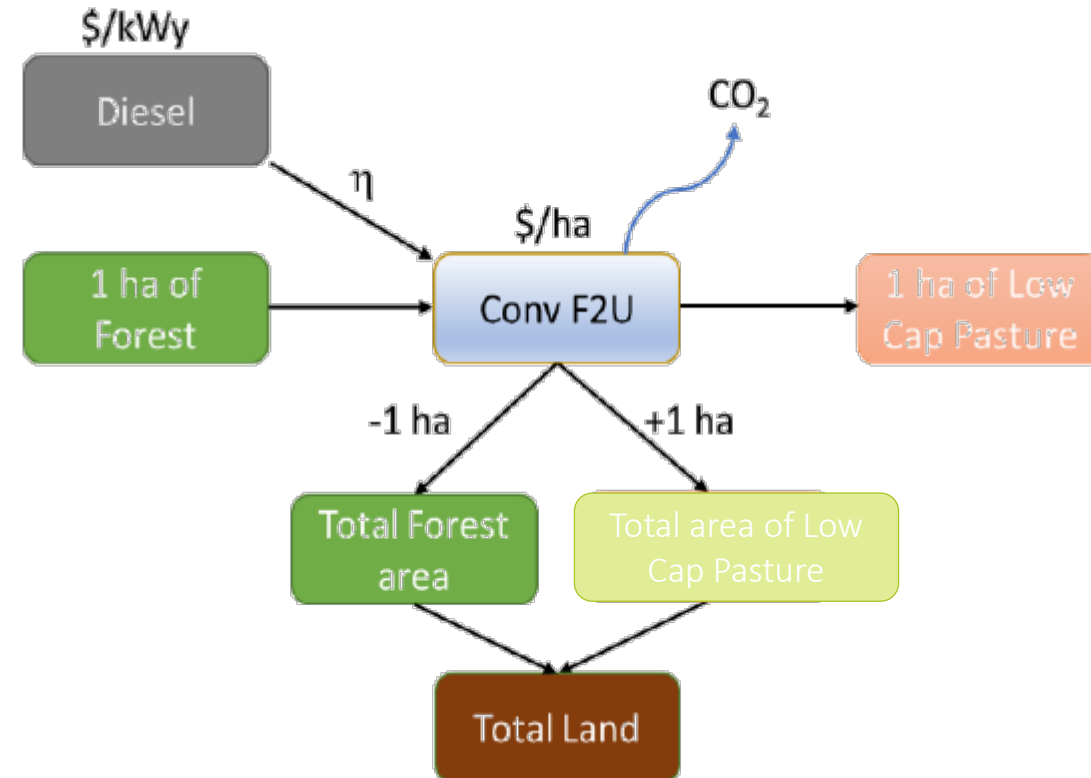 $/kWy
Diesel
CO₂
η
$/ha
1 ha of
Forest
Conv F2U
1 ha of Low
Cap Pasture
-1 ha
+1 ha
Total Forest
area
Total area of Low
Cap Pasture
Total Land